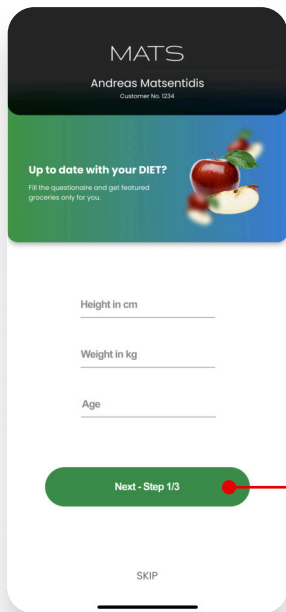 MATS
Andreas Matsentidis
Customer No. 1234
Up to date with your DIET?
Fill the questionaire and get featured
groceries only for you.
Height in cm
Weight in kg
Age
Next - Step 1/3
SKIP